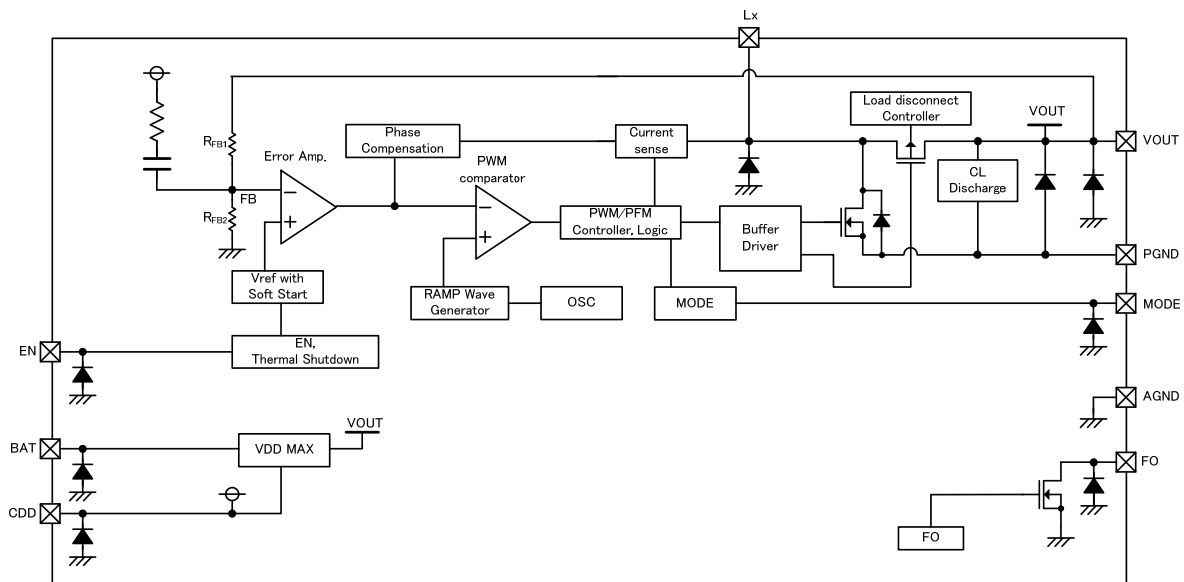 Lx
Load disconnect
Controller
VOUT
VOUT
RFB1
Phase
Compensation
Current
sense
Error Amp.
PWM
comparator
CL
Discharge
FB
RFB2
−
+
−
+
PWM/PFM
Controller, Logic
Buffer
Driver
PGND
Vref with
Soft Start
RAMP Wave
Generator
OSC
MODE
MODE
EN
EN,
Thermal Shutdown
AGND
VOUT
BAT
VDD MAX
FO
CDD
FO